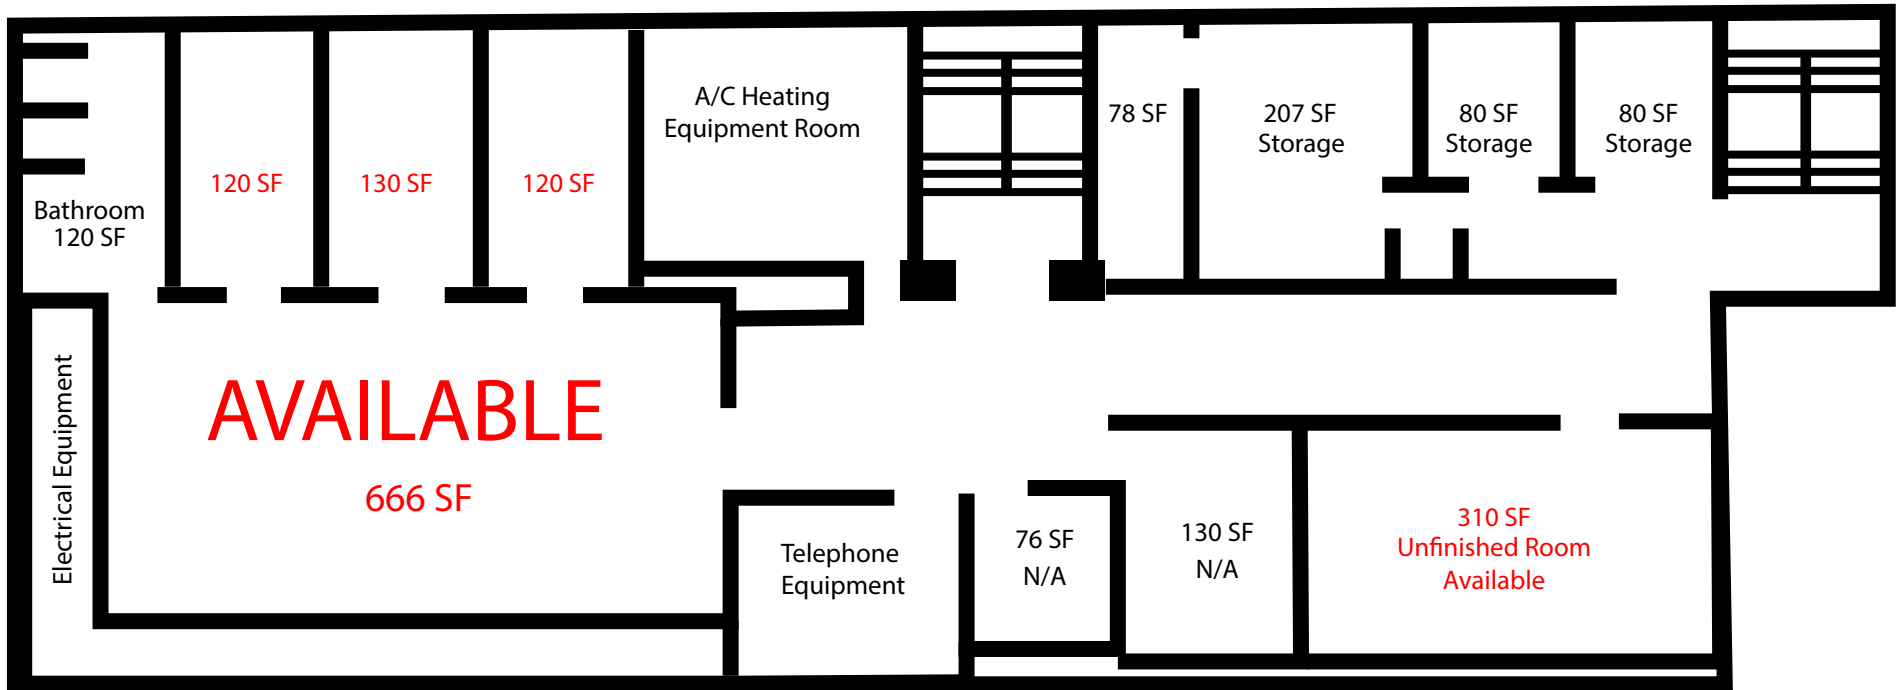 A/C Heating
Equipment Room
78 SF
207 SF
Storage
80 SF
Storage
80 SF
Storage
120 SF
130 SF
120 SF
Bathroom
120 SF
Electrical Equipment
AVAILABLE
666 SF
Telephone
Equipment
76 SF
N/A
130 SF
N/A
310 SF
Unfinished Room
Available